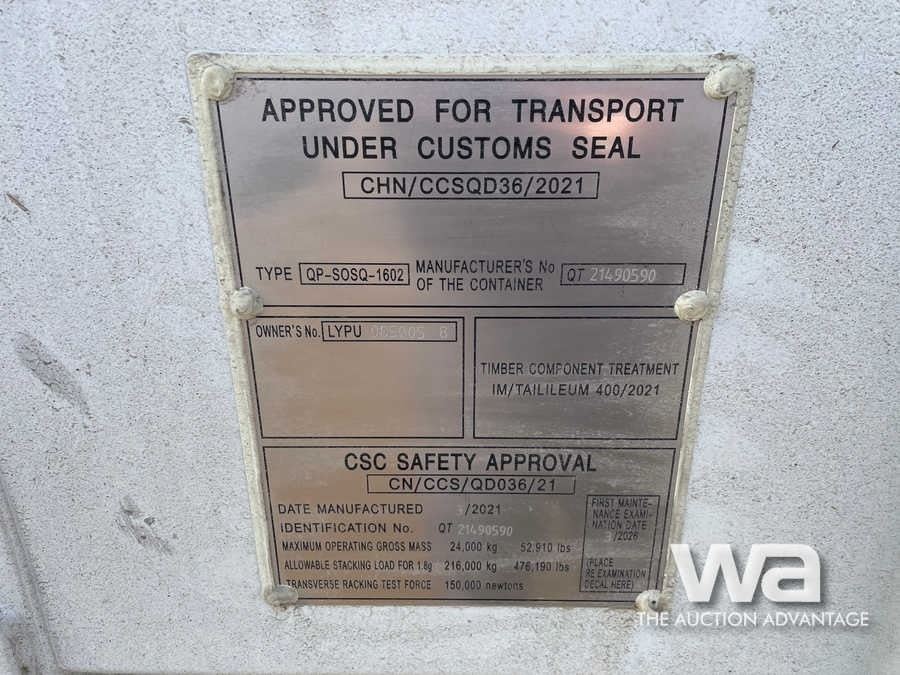 APPROVED FOR TRANSPORT
UNDER CUSTOMS SEAL
CHN/CCSQD36/2021
TYPE QP-SOSQ-1602 MANUFACTURER'S No OF THE CONTAINER QT 21490590
OWNER'S No. LYPU
TIMBER COMPONENT TREATMENT
IM/TAILILEUM 400/2021
CSC SAFETY APPROVAL
CN/CCS/QD036/21
DATE MANUFACTURED 3/2021
IDENTIFICATION No. QT 21490590
MAXIMUM OPERATING GROSS MASS 24,000 kg 52,910 lbs
ALLOWABLE STACKING LOAD FOR 1.8g 216,000 kg 476,190 lbs
TRANSVERSE RACKING TEST FORCE 150,000 newtons
FIRST MAINTE-
NANCE EXAMI-
NATION DATE
3/2026
(PLACE
RE EXAMINATION
DECAL HERE)
wa
THE AUCTION ADVANTAGE